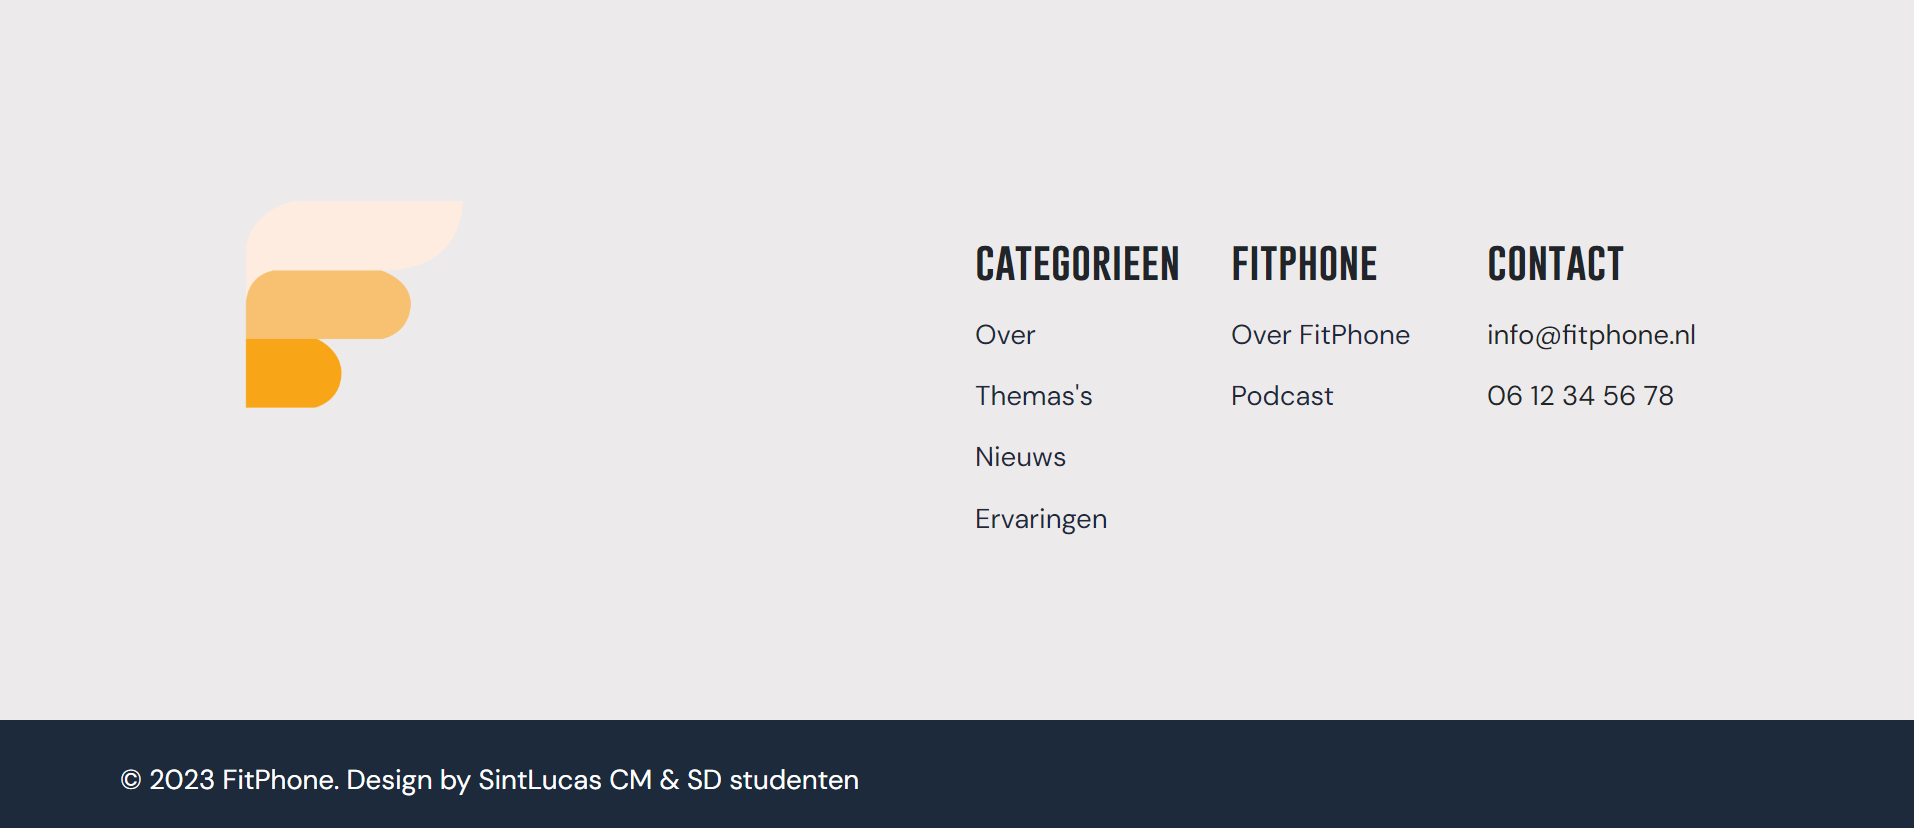 CATEGORIEEN
Over
Themas's
Nieuws
Ervaringen
FITPHONE
Over FitPhone
Podcast
CONTACT
info@fitphone.nl
06 12 34 56 78
© 2023 FitPhone. Design by SintLucas CM & SD studenten